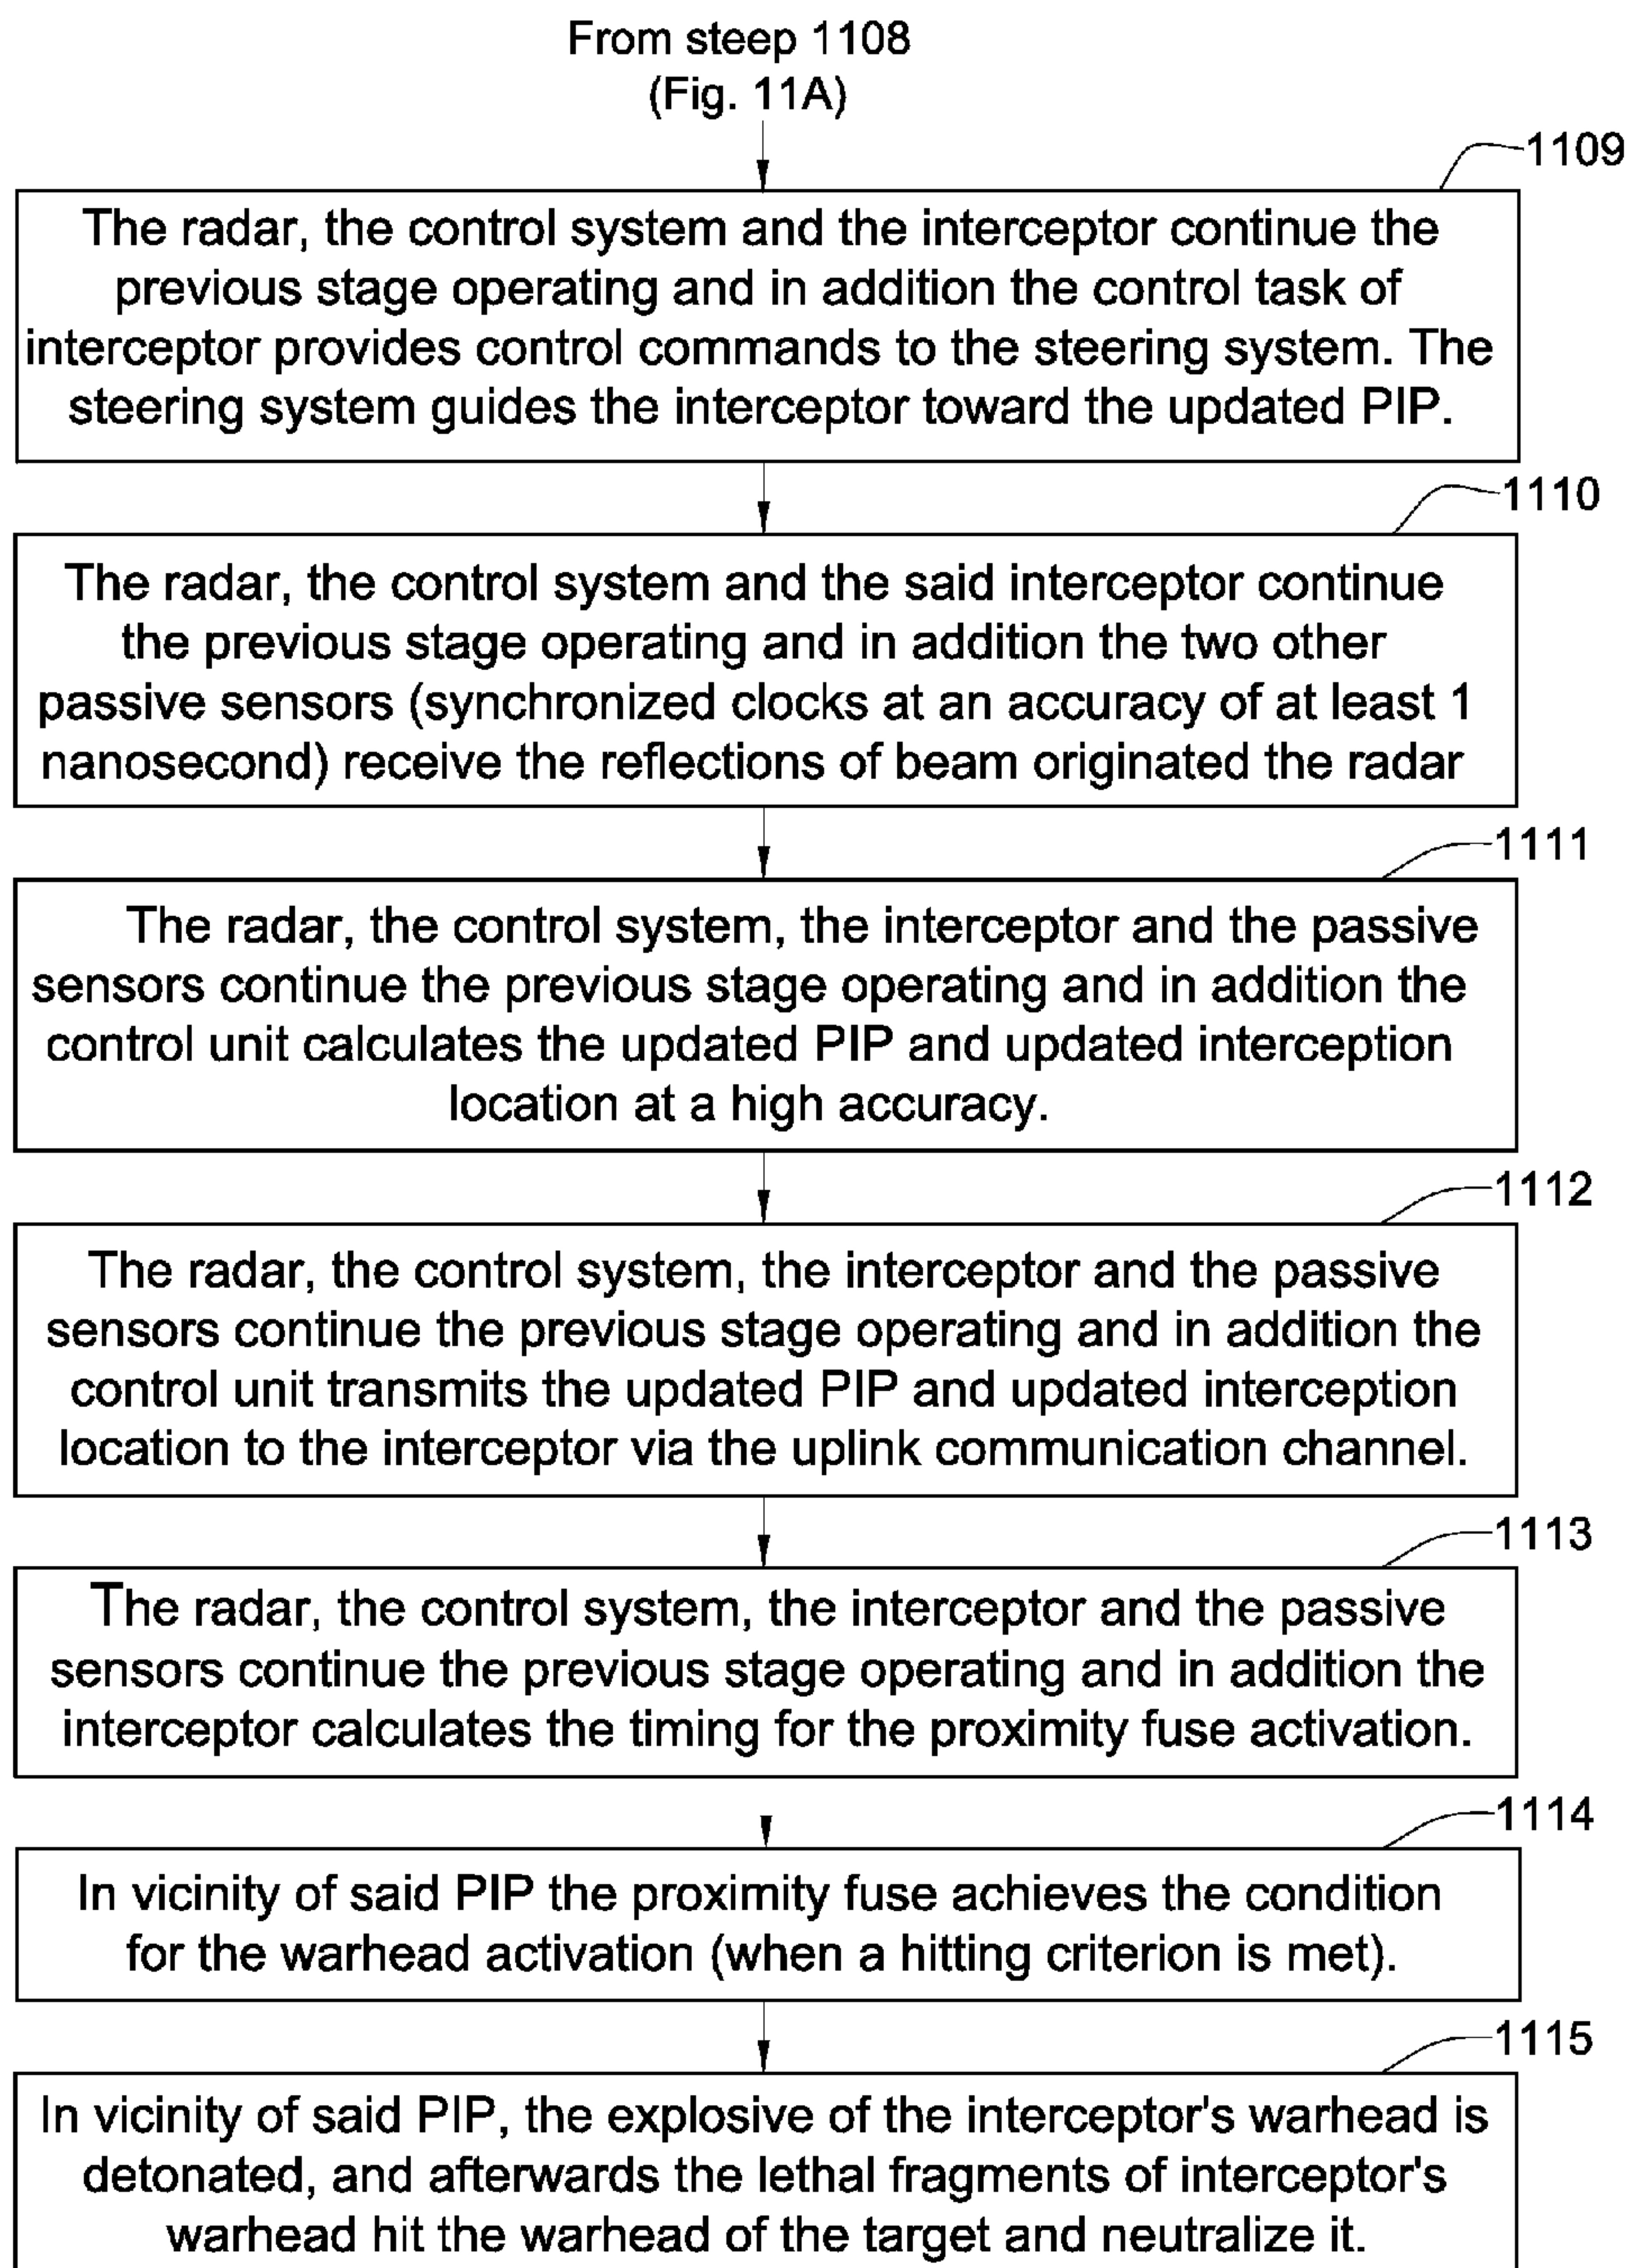 From steep 1108
(Fig. 11A)
1109
The radar, the control system and the interceptor continue the
previous stage operating and in addition the control task of
interceptor provides control commands to the steering system. The
steering system guides the interceptor toward the updated PIP.
1110
The radar, the control system and the said interceptor continue
the previous stage operating and in addition the two other
passive sensors (synchronized clocks at an accuracy of at least 1
nanosecond) receive the reflections of beam originated the radar
1111
The radar, the control system, the interceptor and the passive
sensors continue the previous stage operating and in addition the
control unit calculates the updated PIP and updated interception
location at a high accuracy.
1112
The radar, the control system, the interceptor and the passive
sensors continue the previous stage operating and in addition the
control unit transmits the updated PIP and updated interception
location to the interceptor via the uplink communication channel.
1113
The radar, the control system, the interceptor and the passive
sensors continue the previous stage operating and in addition the
interceptor calculates the timing for the proximity fuse activation.
1114
In vicinity of said PIP the proximity fuse achieves the condition
for the warhead activation (when a hitting criterion is met).
1115
In vicinity of said PIP, the explosive of the interceptor's warhead is
detonated, and afterwards the lethal fragments of interceptor's
warhead hit the warhead of the target and neutralize it.